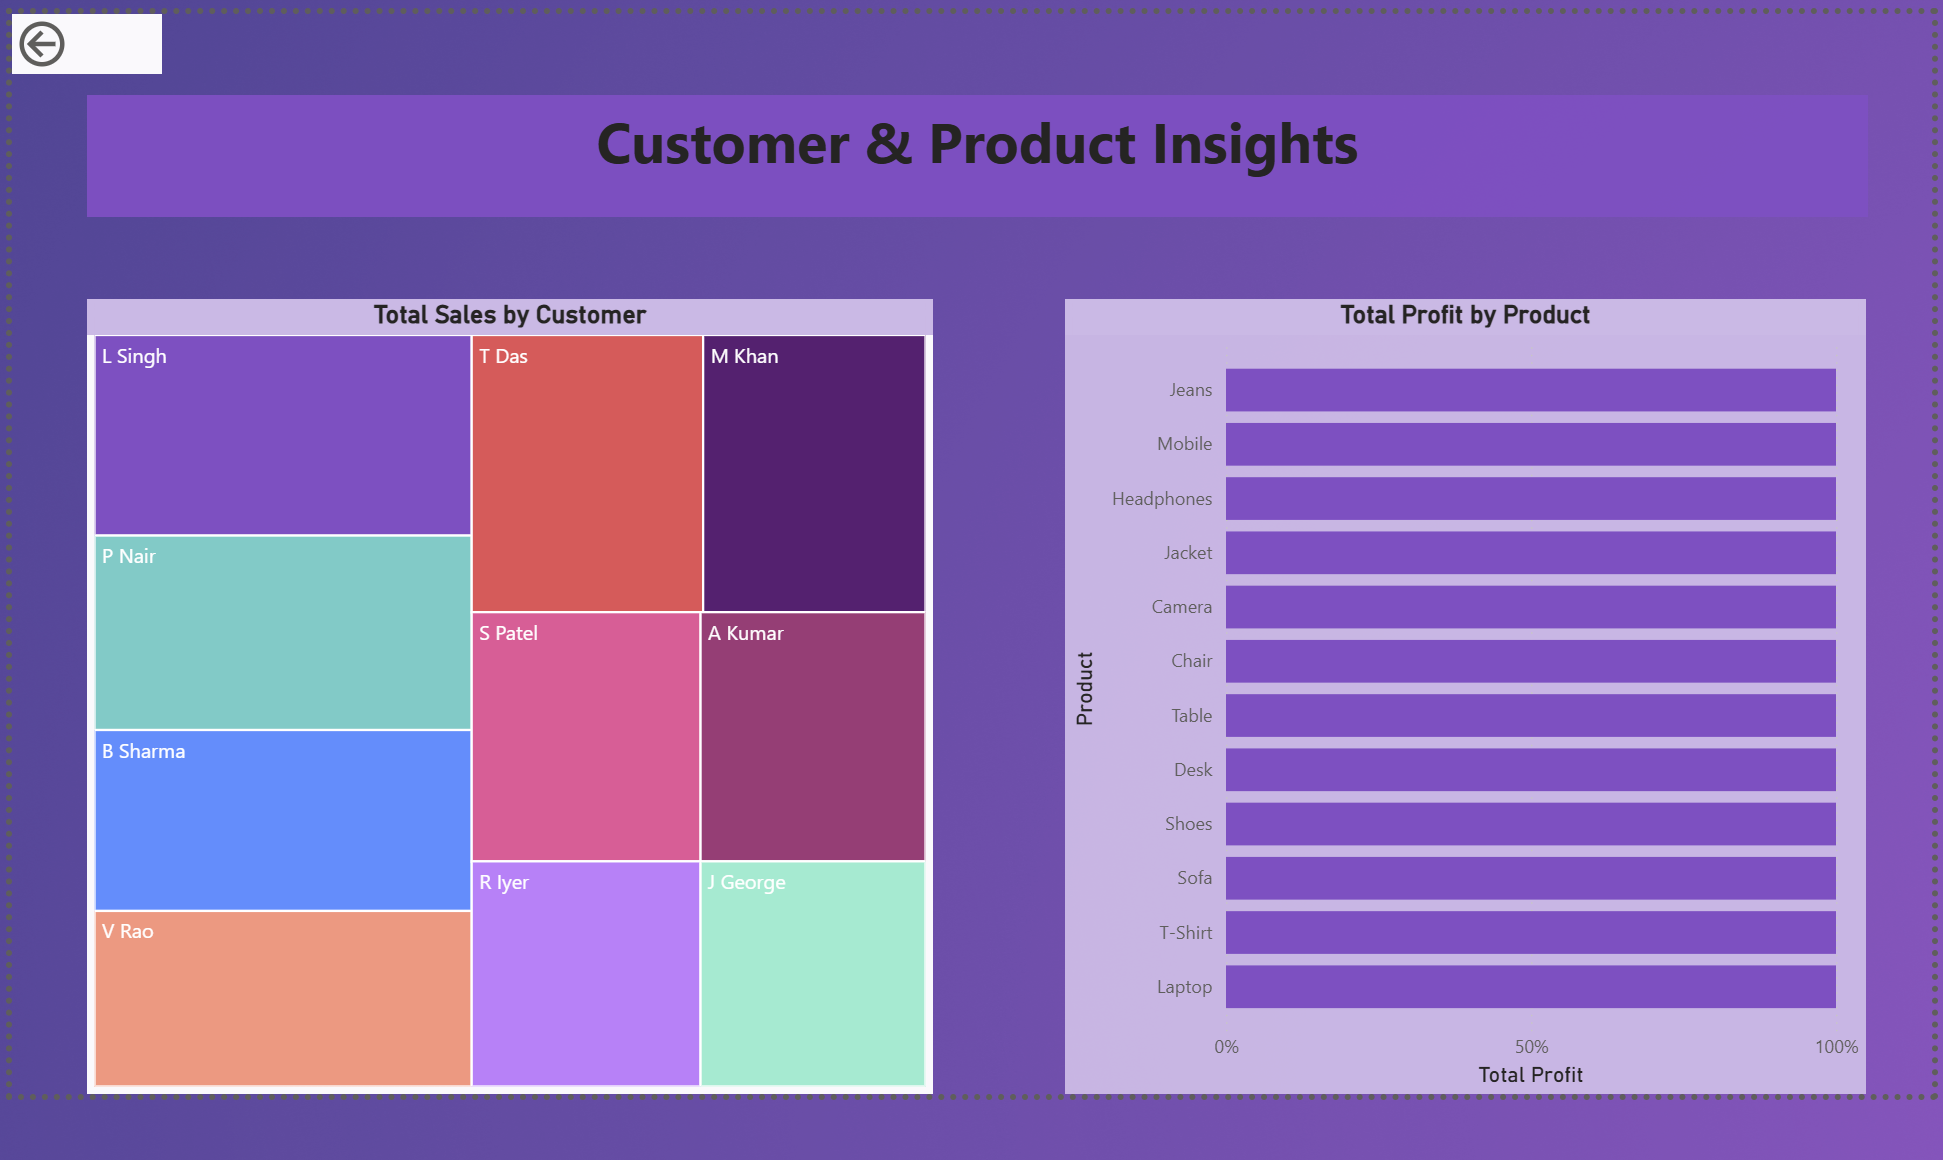 Customer & Product Insights
Total Sales by Customer
L Singh
T Das
M Khan
P Nair
S Patel
A Kumar
B Sharma
R Iyer
J George
V Rao
Total Profit by Product
Product
Jeans
Mobile
Headphones
Jacket
Camera
Chair
Table
Desk
Shoes
Sofa
T-Shirt
Laptop
0% 50% 100%
Total Profit